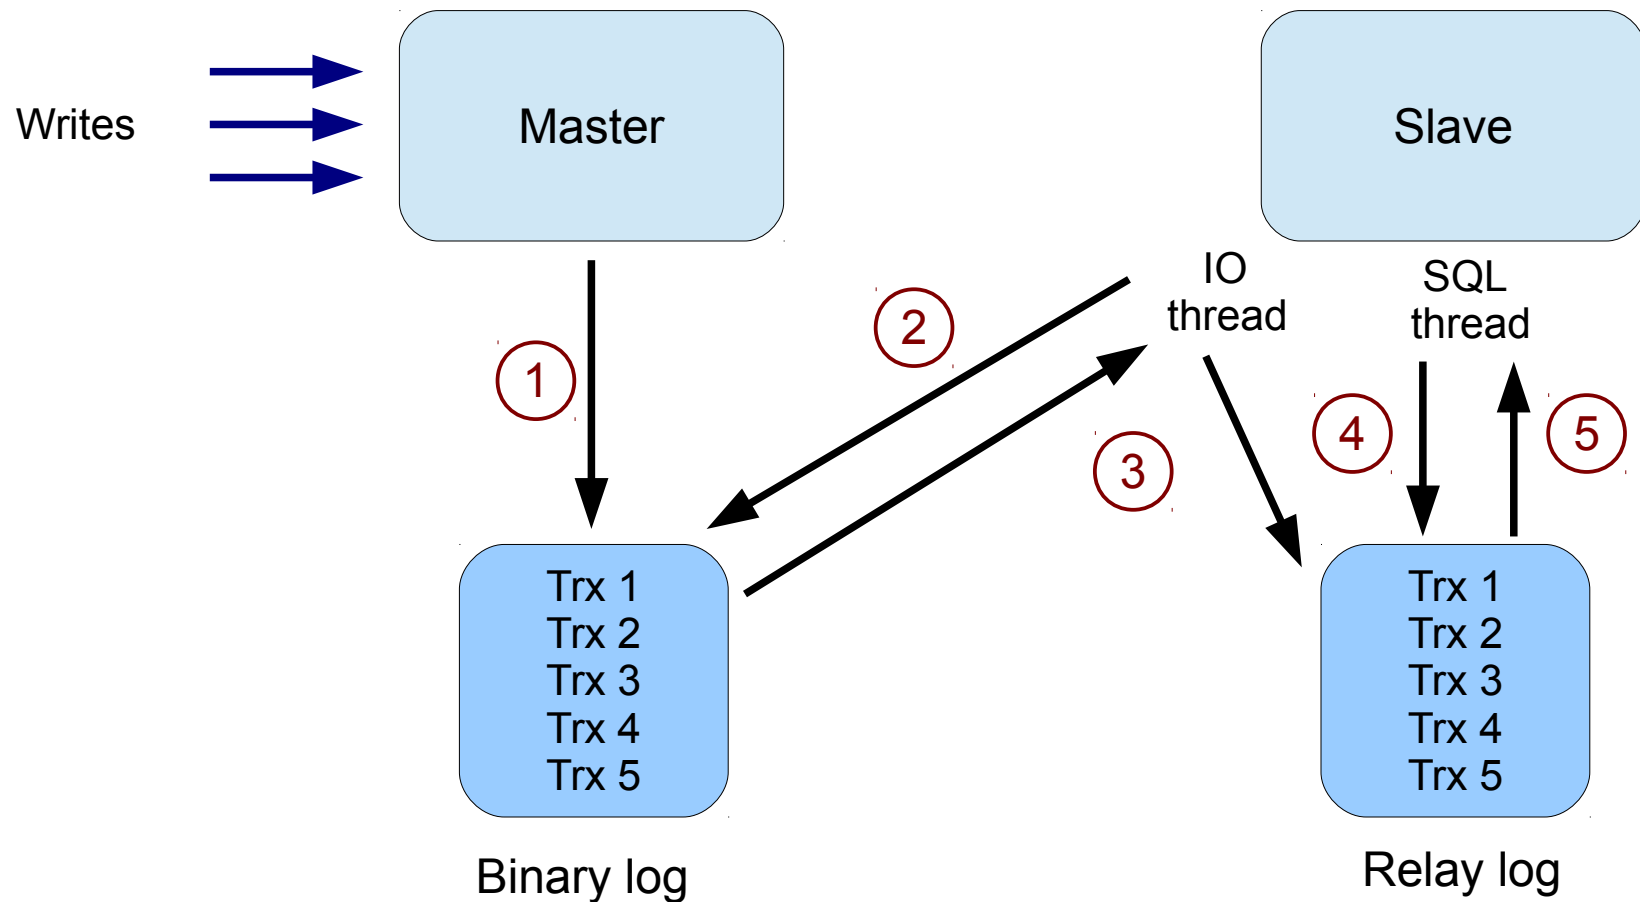 Writes
Master
Slave
IO
thread
SQL
thread
1
2
3
4
5
Trx 1
Trx 2
Trx 3
Trx 4
Trx 5
Binary log
Trx 1
Trx 2
Trx 3
Trx 4
Trx 5
Relay log